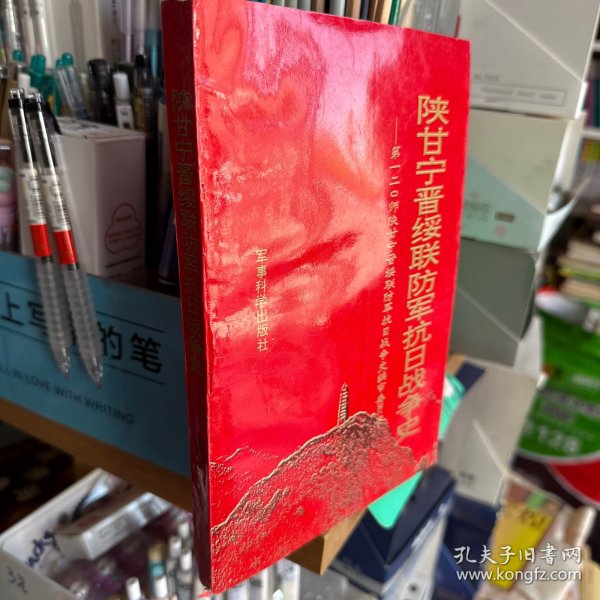 陕甘宁晋绥联防军抗日战争史
——第一二〇师陕甘宁晋绥联防军抗日战争史编审委员
军事科学出版社
陕甘宁晋绥联防军抗日战争史
上写的笔
LL IN LOVE WITH WRITING
孔夫子旧书网
www.kongfz.com